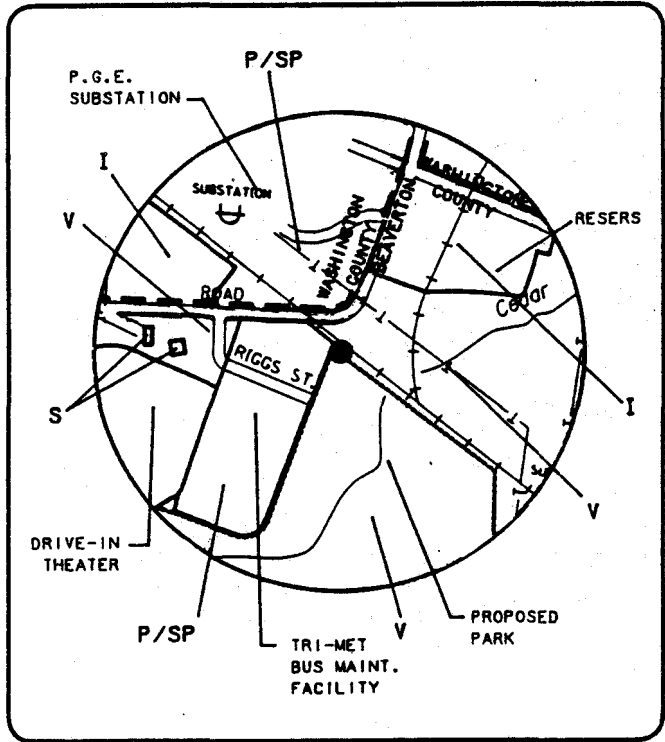 P/SP
P.G.E.
SUBSTATION
I
SUBSTATION
WASHINGTON
COUNTY
V
RESERS
WASHINGTON
COUNTY
BEAVERTON
ROAD
Cedar
RIGGS ST.
S
I
V
DRIVE-IN
THEATER
P/SP
TRI-MET
BUS MAINT.
FACILITY
V
PROPOSED
PARK